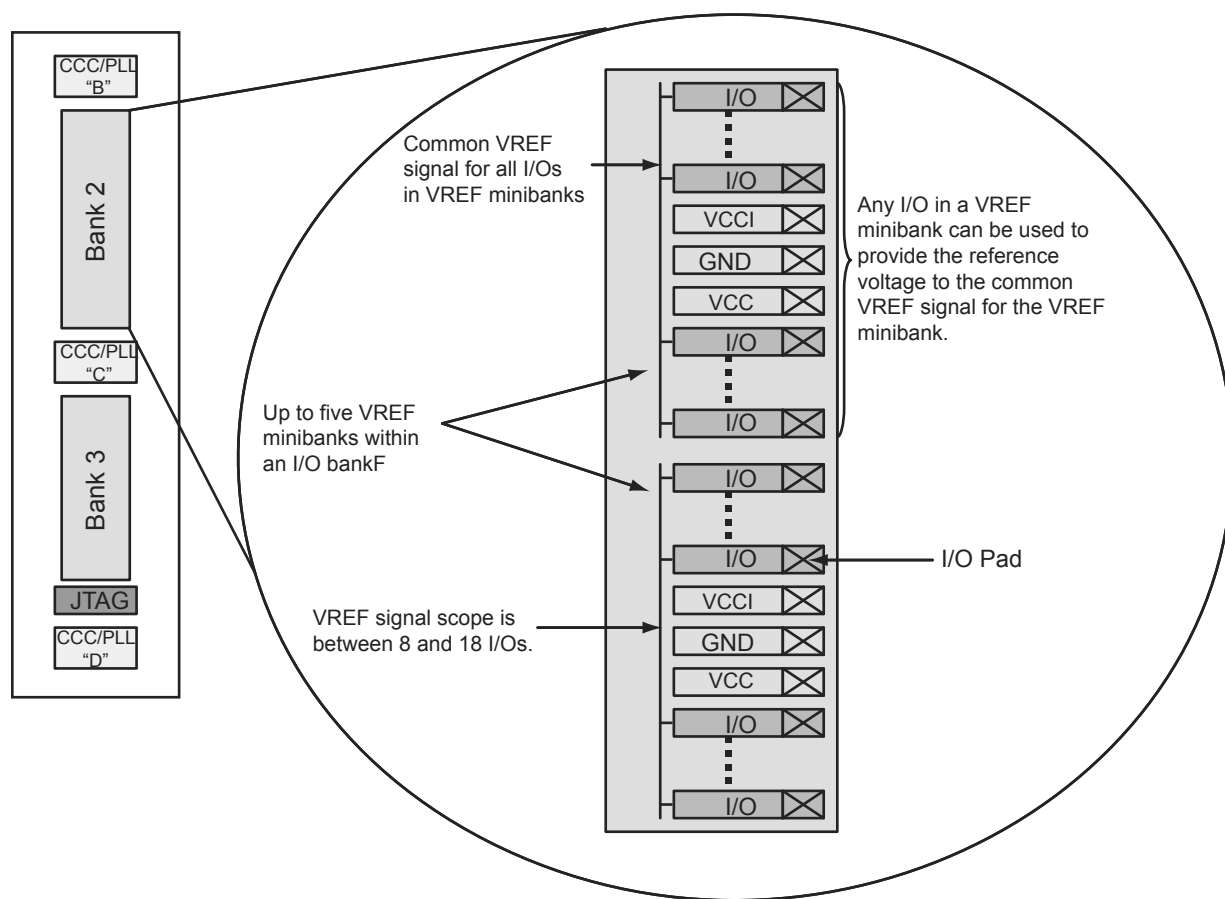 CCC/PLL
“B”
Bank 2
CCC/PLL
“C”
Bank 3
JTAG
CCC/PLL
“D”
Common VREF
signal for all I/Os
in VREF minibanks
Up to five VREF
minibanks within
an I/O bankF
VREF signal scope is
between 8 and 18 I/Os.
I/O
I/O
VCCI
GND
VCC
I/O
I/O
I/O
I/O
VCCI
GND
VCC
I/O
I/O
Any I/O in a VREF
minibank can be used to
provide the reference
voltage to the common
VREF signal for the VREF
minibank.
I/O Pad